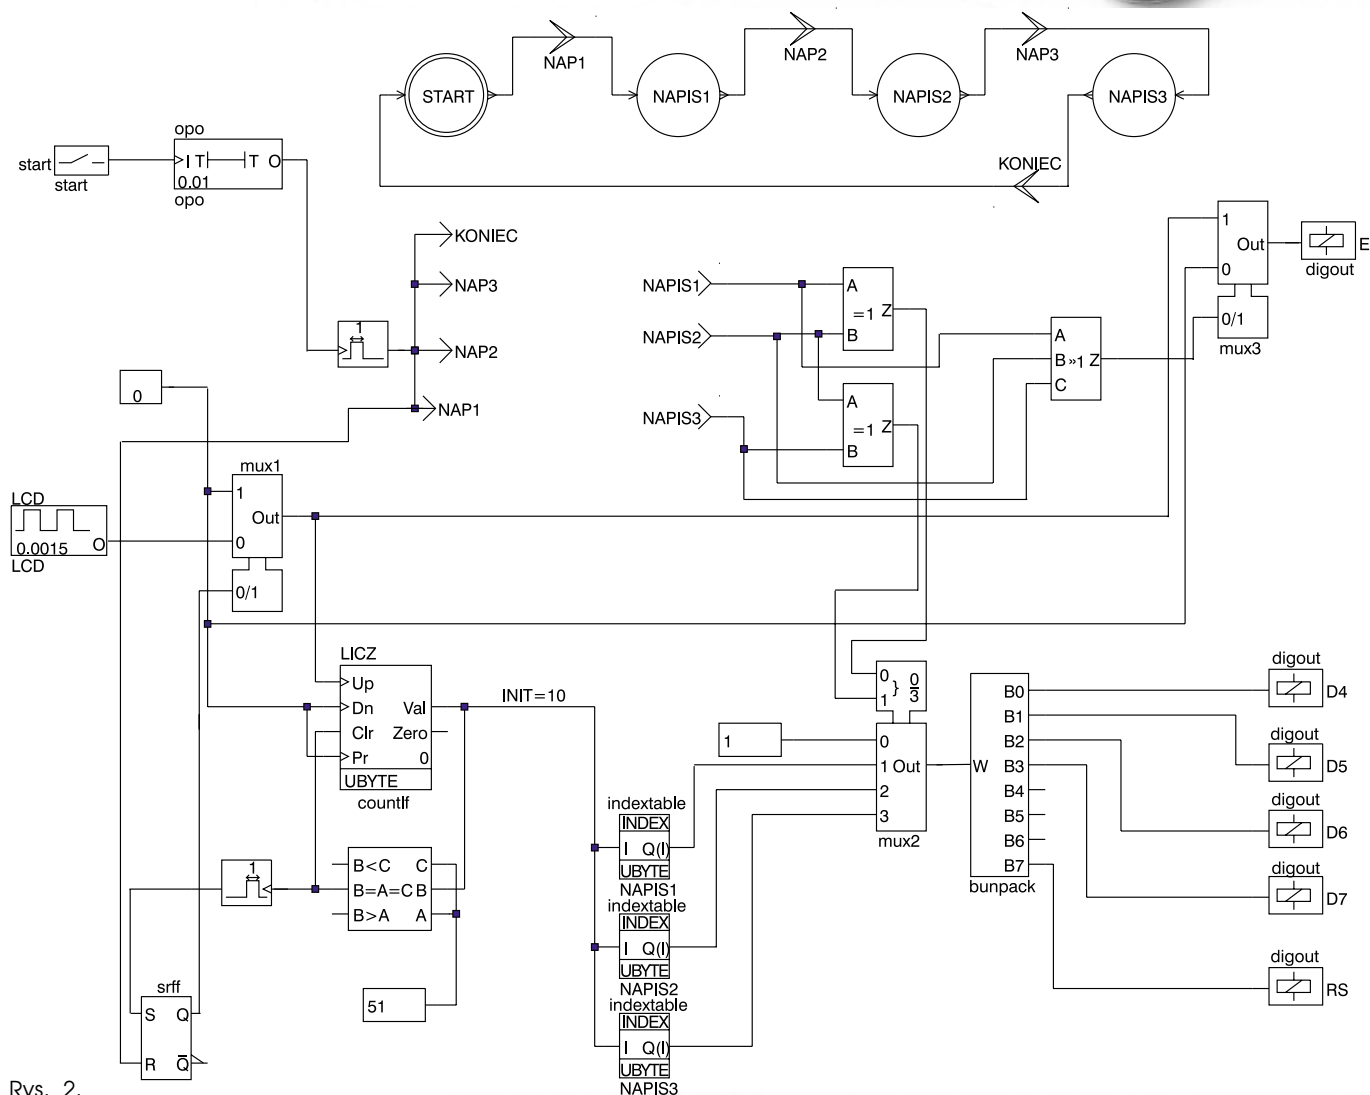 NAP1
NAP2
NAP3
START
NAPIS1
NAPIS2
NAPIS3
KONIEC
opo
start
start
I T T O
0.01
opo
KONIEC
NAP3
NAP2
NAP1
1
0
NAPIS1
NAPIS2
NAPIS3
A
=1 Z
B
A
=1 Z
B
A
B »1 Z
C
1
Out
0
0/1
mux3
digout
E
LCD
0.0015 O
LCD
mux1
1
Out
0
0/1
LICZ
Up
Dn Val
Clr Zero
Pr 0
UBYTE
countlf
INIT=10
B<C C
B=A=C B
B>A A
1
51
srff
S Q
R Q̅
indextable
INDEX
I Q(I)
UBYTE
NAPIS1
indextable
INDEX
I Q(I)
UBYTE
NAPIS2
indextable
INDEX
I Q(I)
UBYTE
NAPIS3
0
1 } 0/3
1
0
1 Out
2
3
mux2
W
B0
B1
B2
B3
B4
B5
B6
B7
bunpack
digout
D4
digout
D5
digout
D6
digout
D7
digout
RS
Rys. 2.